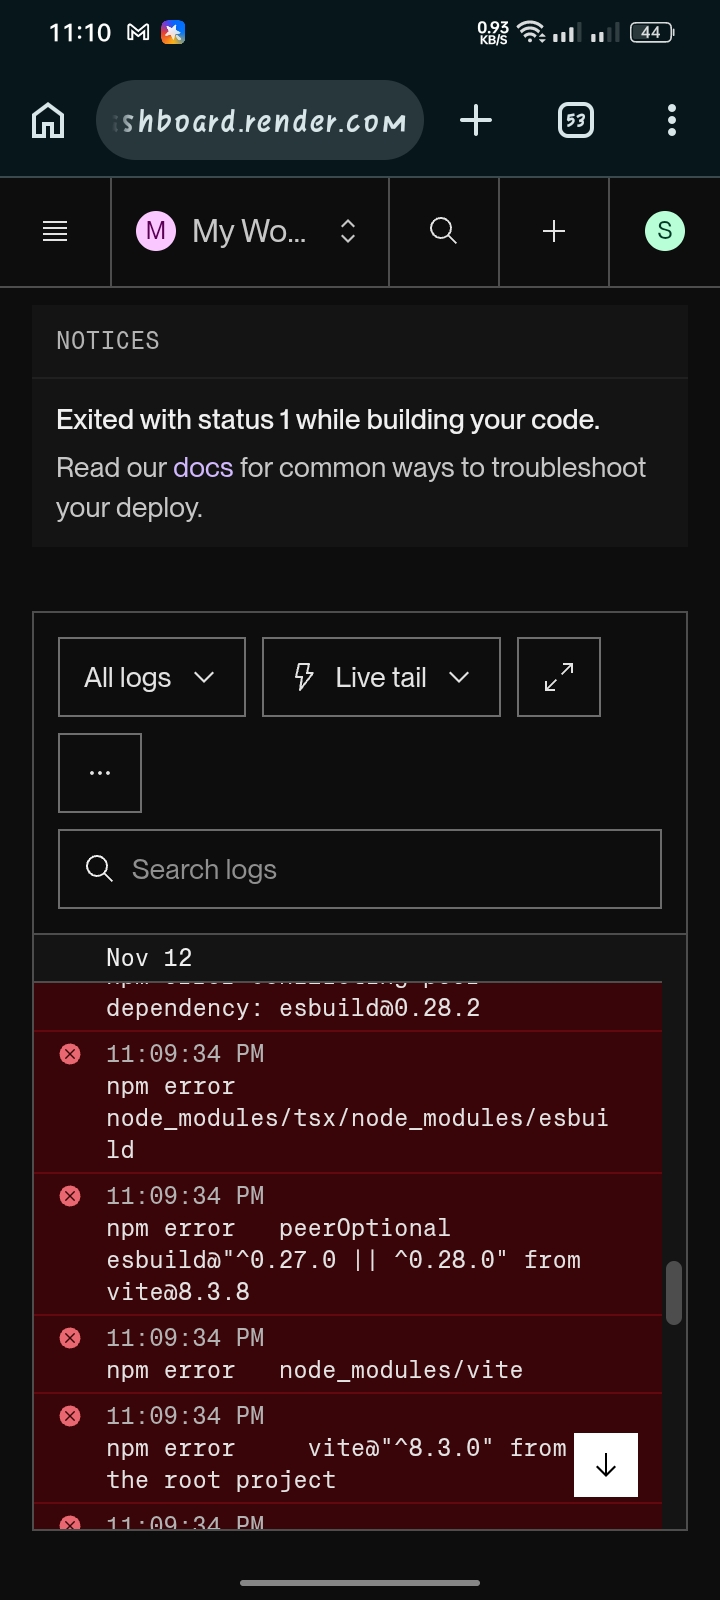 11:10
0.93
KB/S
44
shboard.render.com
53
M
My Wo...
S
NOTICES
Exited with status 1 while building your code.
Read our docs for common ways to troubleshoot
your deploy.
All logs
Live tail
...
Search logs
Nov 12
dependency: esbuild@0.28.2
11:09:34 PM
npm error
node_modules/tsx/node_modules/esbui
ld
11:09:34 PM
npm error   peerOptional
esbuild@"^0.27.0 || ^0.28.0" from
vite@8.3.8
11:09:34 PM
npm error   node_modules/vite
11:09:34 PM
npm error     vite@"^8.3.0" from
the root project
11:09:34 PM